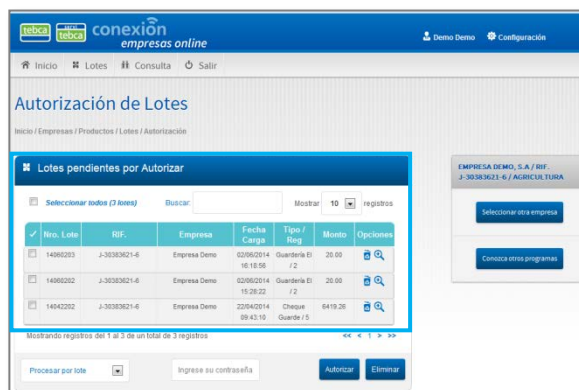 tebca tebca conexión
empresas online
Demo Demo Configuración
Inicio Lotes Consulta Salir
Autorización de Lotes
Inicio / Empresas / Productos / Lotes / Autorización
Lotes pendientes por Autorizar
EMPRESA DEMO, S.A / RIF.
J-30383621-6 / AGRICULTURA
Seleccionar todos (3 lotes) Buscar: Mostrar 10 registros
Seleccionar otra empresa
Nro. Lote RIF. Empresa Fecha Carga Tipo / Reg Monto Opciones
14060203 J-30383621-6 Empresa Demo 02/06/2014 16:18:56 Guardería El / 2 20.00
Conozca otros programas
14060202 J-30383621-6 Empresa Demo 02/06/2014 15:28:22 Guardería El / 2 20.00
14042202 J-30383621-6 Empresa Demo 22/04/2014 09:43:10 Cheque Guarde / 5 6419.26
Mostrando registros del 1 al 3 de un total de 3 registros << < 1 > >>
Procesar por lote Ingrese su contraseña Autorizar Eliminar